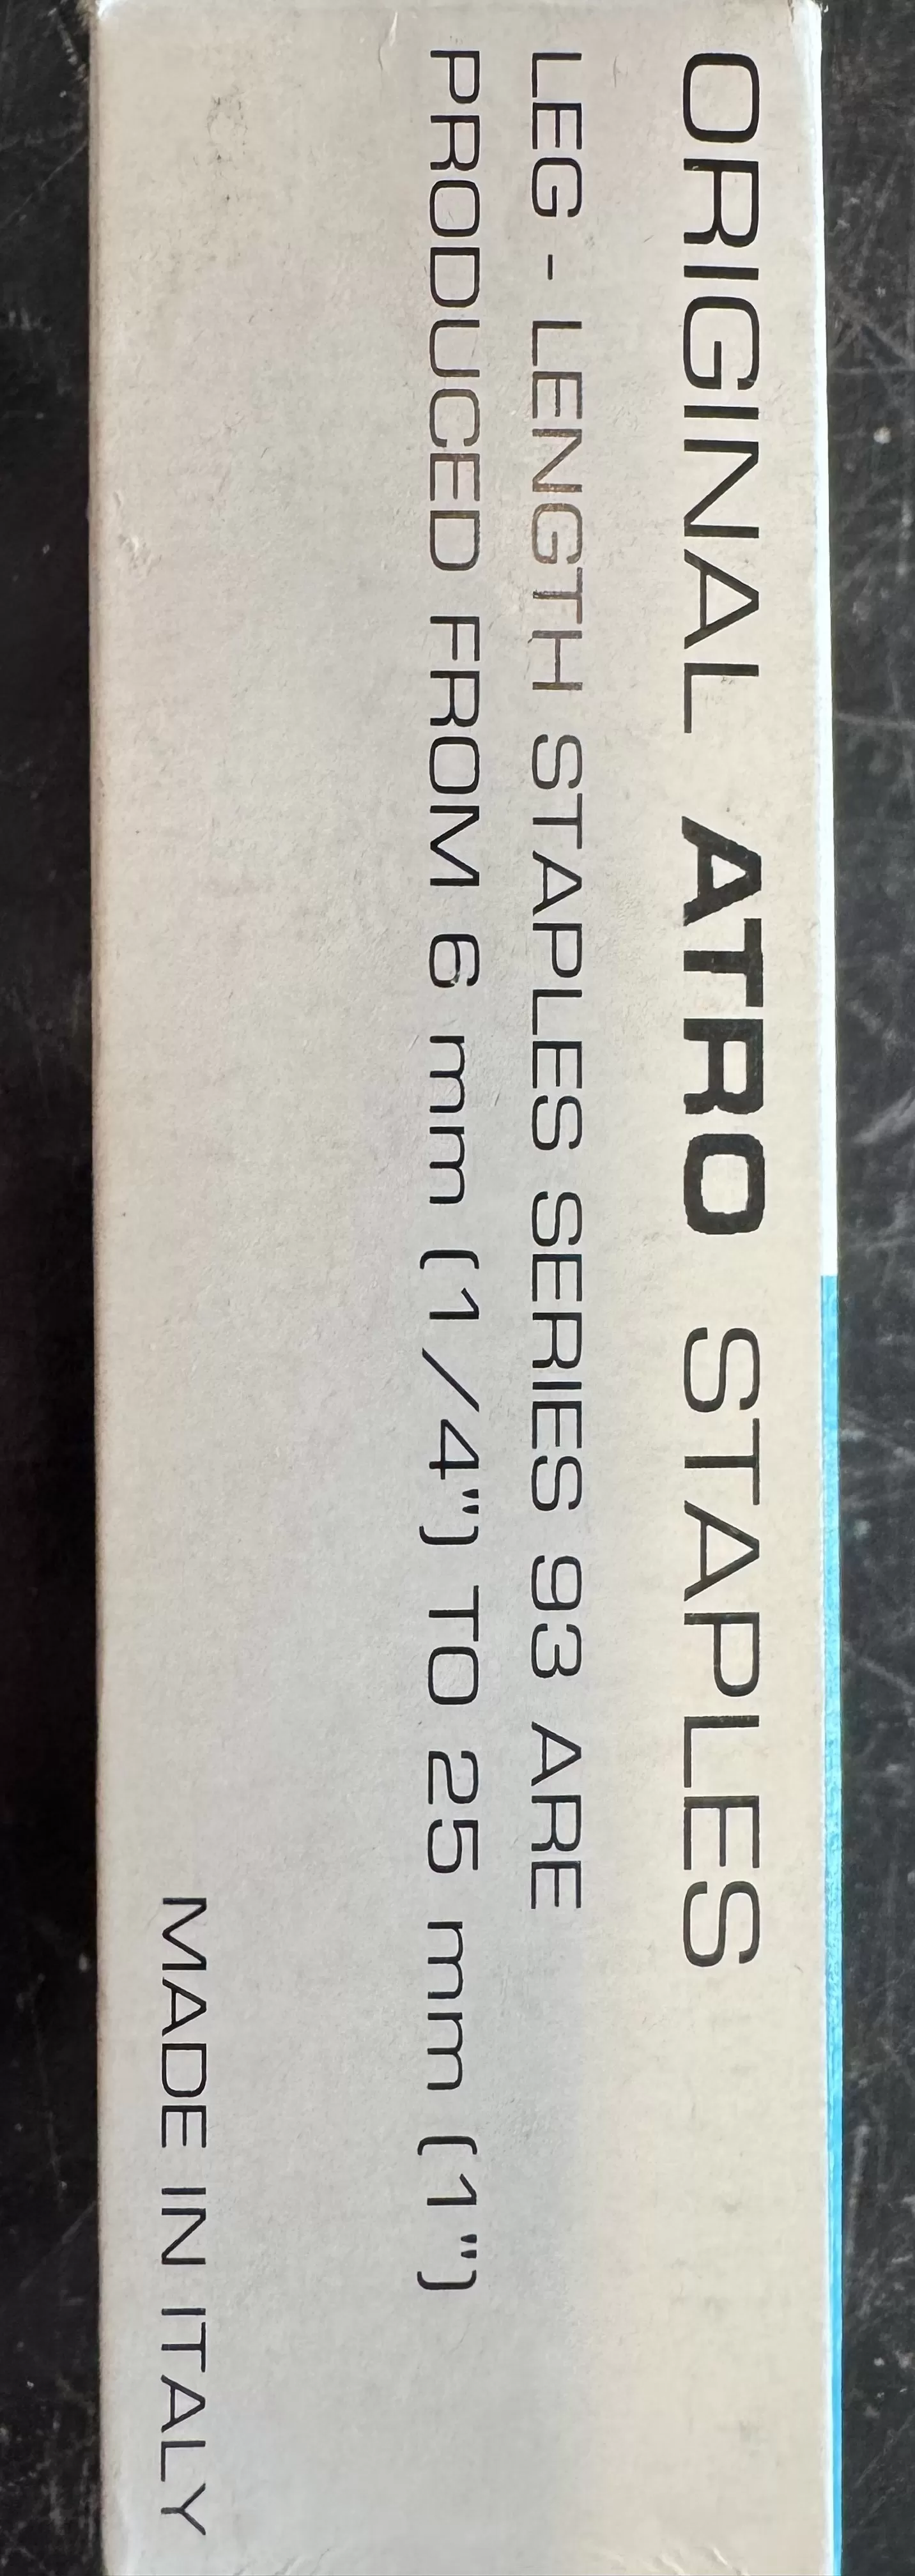 ORIGINAL ATRO STAPLES
LEG - LENGTH STAPLES SERIES 93 ARE
PRODUCED FROM 6 mm (1/4") TO 25 mm (1")
MADE IN ITALY